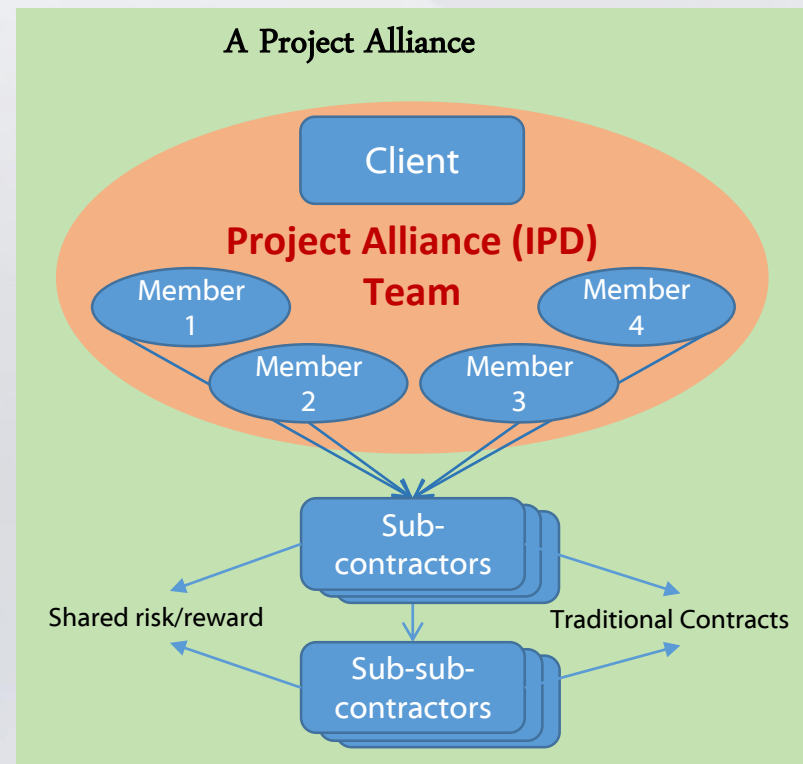 A Project Alliance
Client
Project Alliance (IPD)
Team
Member
1
Member
2
Member
3
Member
4
Sub-
contractors
Shared risk/reward
Traditional Contracts
Sub-sub-
contractors